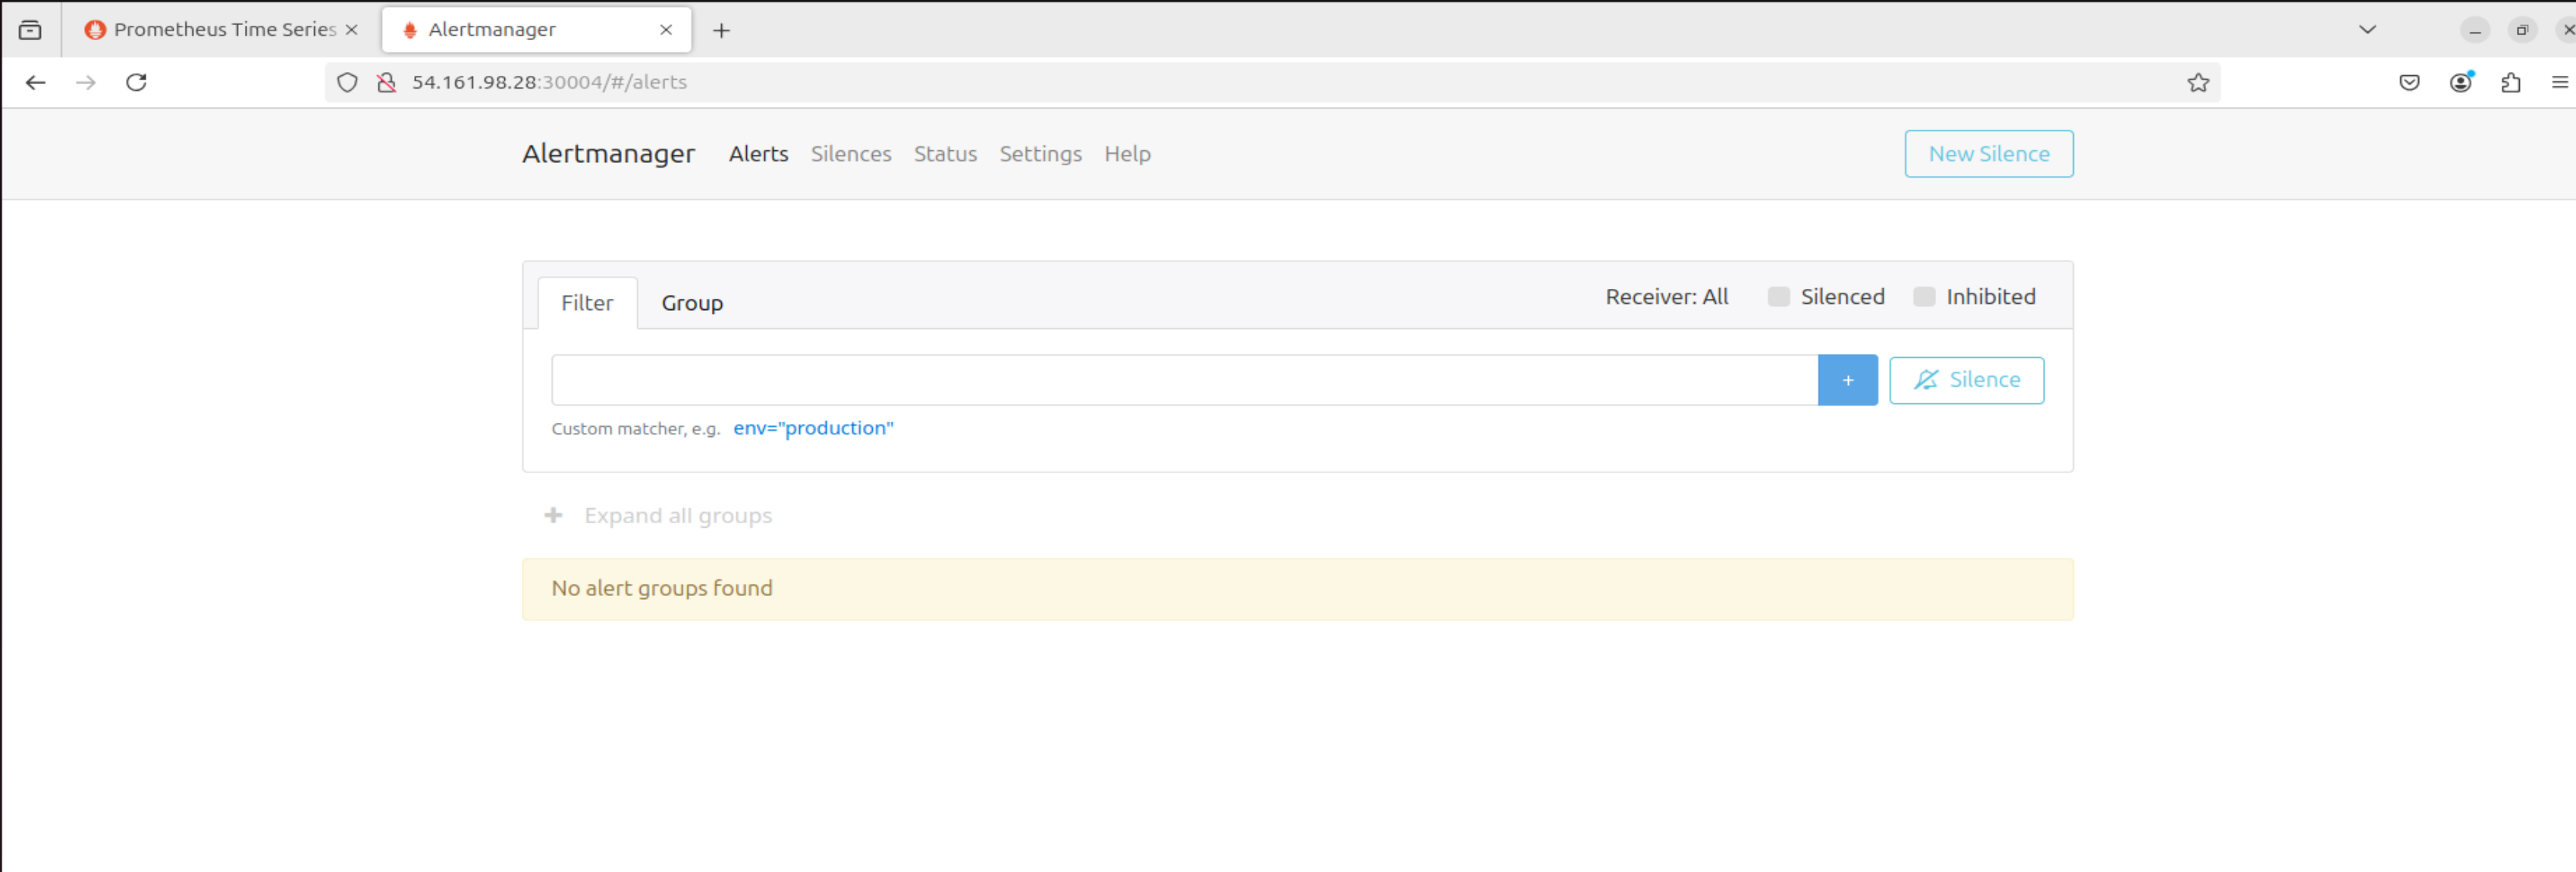 Prometheus Time Series
Alertmanager
54.161.98.28:30004/#/alerts
Alertmanager Alerts Silences Status Settings Help New Silence
Filter Group Receiver: All Silenced Inhibited
+ Silence
Custom matcher, e.g. env="production"
+ Expand all groups
No alert groups found